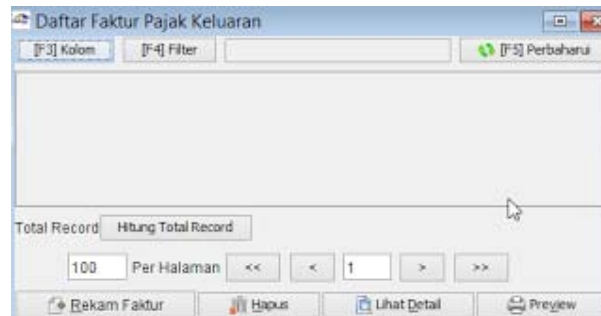 Daftar Faktur Pajak Keluaran
[F3] Kolom [F4] Filter [F5] Perbaharui
Total Record Hitung Total Record
100 Per Halaman << < 1 > >>
Rekam Faktur Hapus Lihat Detail Preview